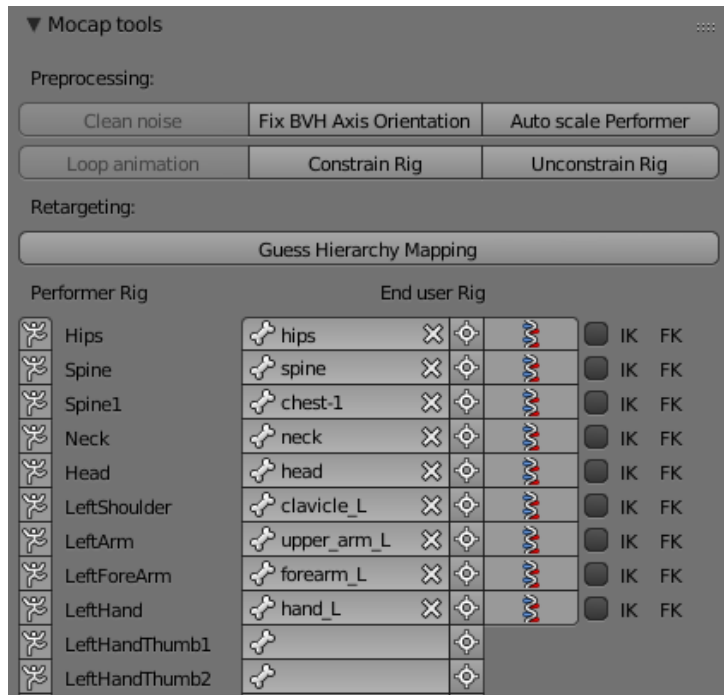 Mocap tools
Preprocessing:
Clean noise Fix BVH Axis Orientation Auto scale Performer
Loop animation Constrain Rig Unconstrain Rig
Retargeting:
Guess Hierarchy Mapping
Performer Rig End user Rig
Hips hips IK FK
Spine spine IK FK
Spine1 chest-1 IK FK
Neck neck IK FK
Head head IK FK
LeftShoulder clavicle_L IK FK
LeftArm upper_arm_L IK FK
LeftForeArm forearm_L IK FK
LeftHand hand_L IK FK
LeftHandThumb1
LeftHandThumb2